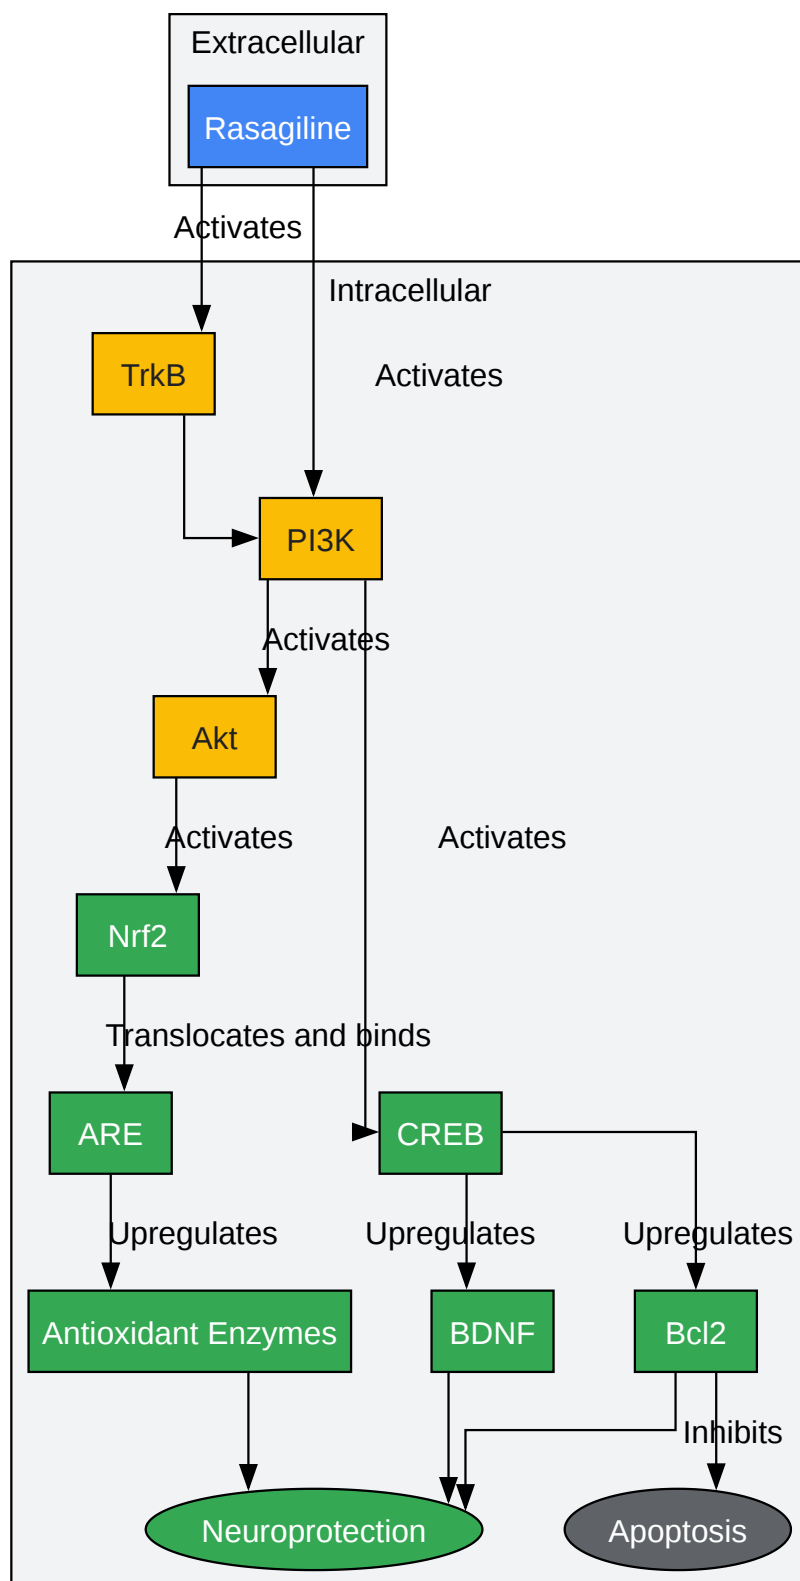 Extracellular
Rasagiline
Activates
Intracellular
TrkB
Activates
PI3K
Activates
Akt
Activates
Activates
Nrf2
Translocates and binds
ARE
CREB
Upregulates
Upregulates
Upregulates
Antioxidant Enzymes
BDNF
Bcl2
Inhibits
Neuroprotection
Apoptosis